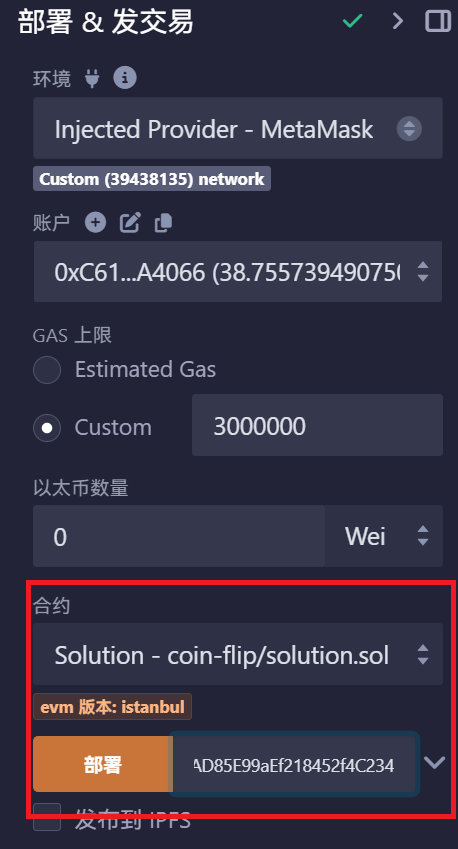 部署 & 发交易
环境
Injected Provider - MetaMask
Custom (39438135) network
账户
0xC61...A4066 (38.755739490750
GAS 上限
Estimated Gas
Custom
3000000
以太币数量
0
Wei
合约
Solution - coin-flip/solution.sol
evm 版本: istanbul
部署
AD85E99aEf218452f4C234
发布到 IPFS